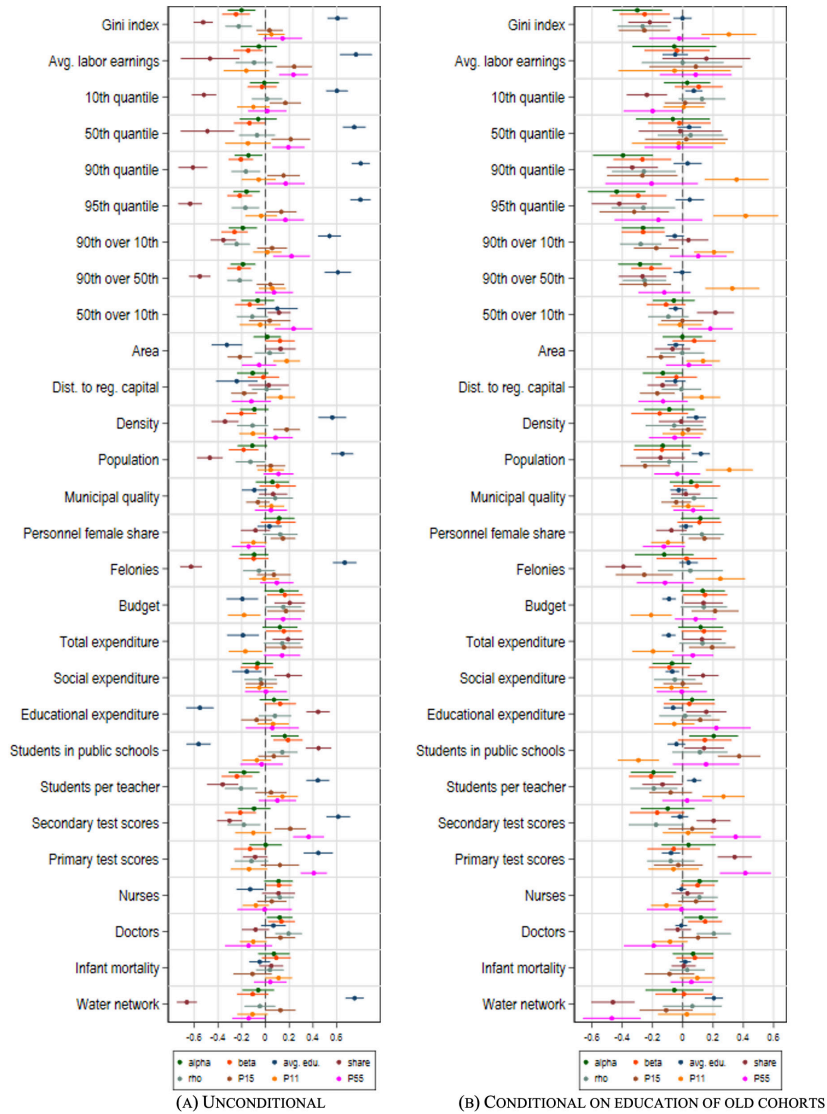 Gini index
Avg. labor earnings
10th quantile
50th quantile
90th quantile
95th quantile
90th over 10th
90th over 50th
50th over 10th
Area
Dist. to reg. capital
Density
Population
Municipal quality
Personnel female share
Felonies
Budget
Total expenditure
Social expenditure
Educational expenditure
Students in public schools
Students per teacher
Secondary test scores
Primary test scores
Nurses
Doctors
Infant mortality
Water network
-0.6 -0.4 -0.2 0 0.2 0.4 0.6
alpha beta avg. edu. share
rho P15 P11 P55
(A) UNCONDITIONAL
Gini index
Avg. labor earnings
10th quantile
50th quantile
90th quantile
95th quantile
90th over 10th
90th over 50th
50th over 10th
Area
Dist. to reg. capital
Density
Population
Municipal quality
Personnel female share
Felonies
Budget
Total expenditure
Social expenditure
Educational expenditure
Students in public schools
Students per teacher
Secondary test scores
Primary test scores
Nurses
Doctors
Infant mortality
Water network
-0.6 -0.4 -0.2 0 0.2 0.4 0.6
alpha beta avg. edu. share
rho P15 P11 P55
(B) CONDITIONAL ON EDUCATION OF OLD COHORTS